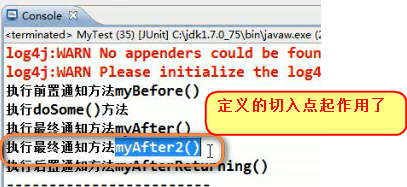 Console
<terminated> MyTest (35) [JUnit] C:\jdk1.7.0_75\bin\javaw.exe (2
log4j:WARN No appenders could be foun
log4j:WARN Please initialize the log4
执行前置通知方法myBefore()
执行doSome()方法
定义的切入点起作用了
执行最终通知方法myAfter()
执行最终通知方法myAfter2()
执行后置通知方法myAfterReturning()
------------------------